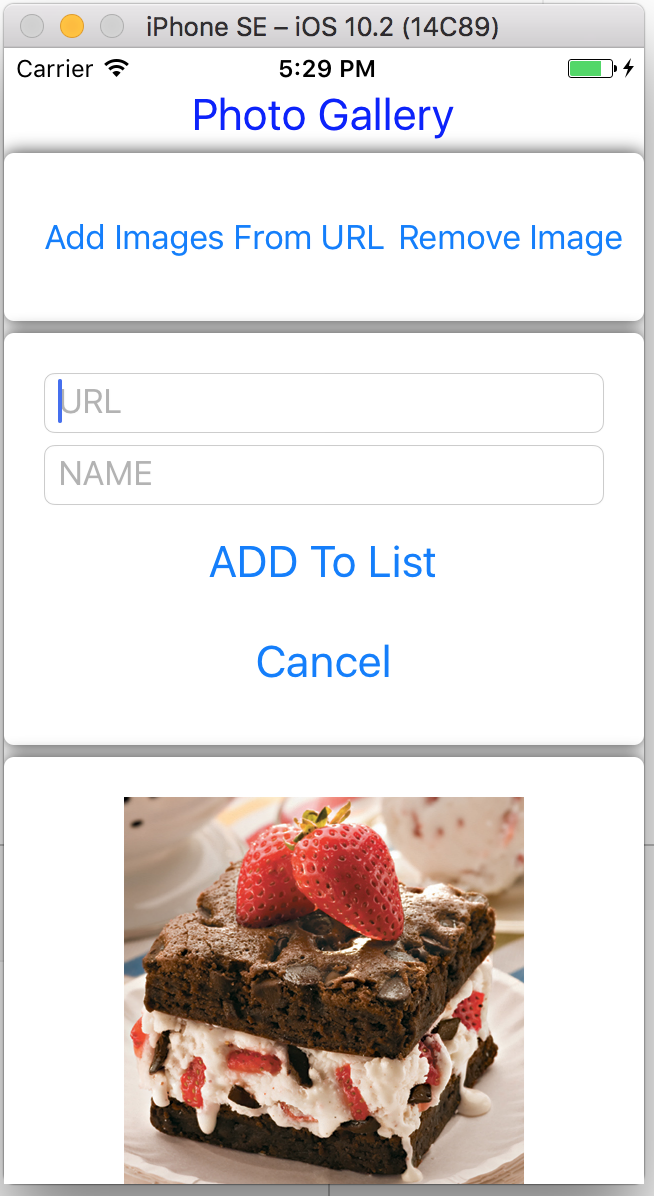 iPhone SE – iOS 10.2 (14C89)
Carrier 5:29 PM
Photo Gallery
Add Images From URL Remove Image
URL
NAME
ADD To List
Cancel